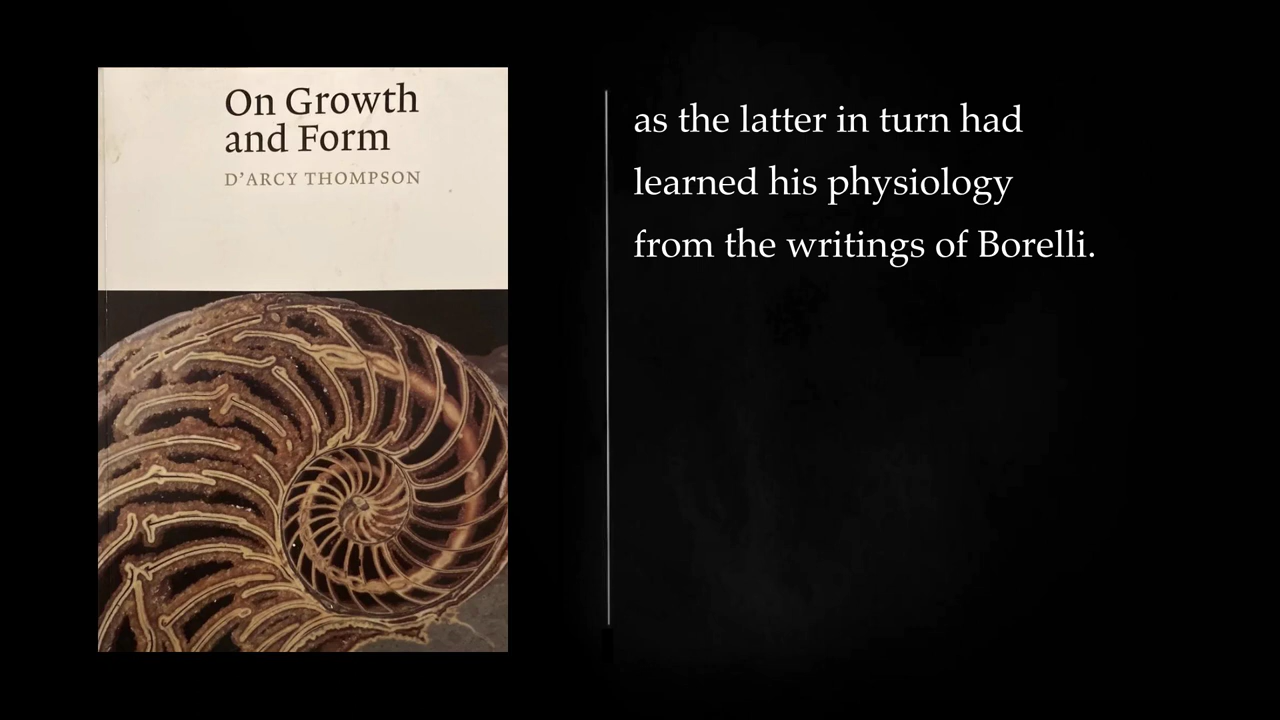 On Growth
and Form
D'ARCY THOMPSON
as the latter in turn had
learned his physiology
from the writings of Borelli.